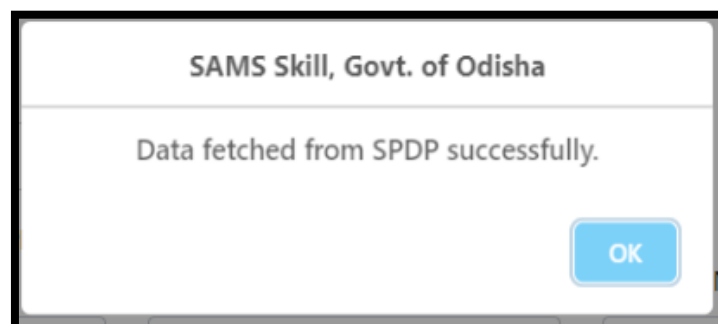 SAMS Skill, Govt. of Odisha
Data fetched from SPDP successfully.
OK